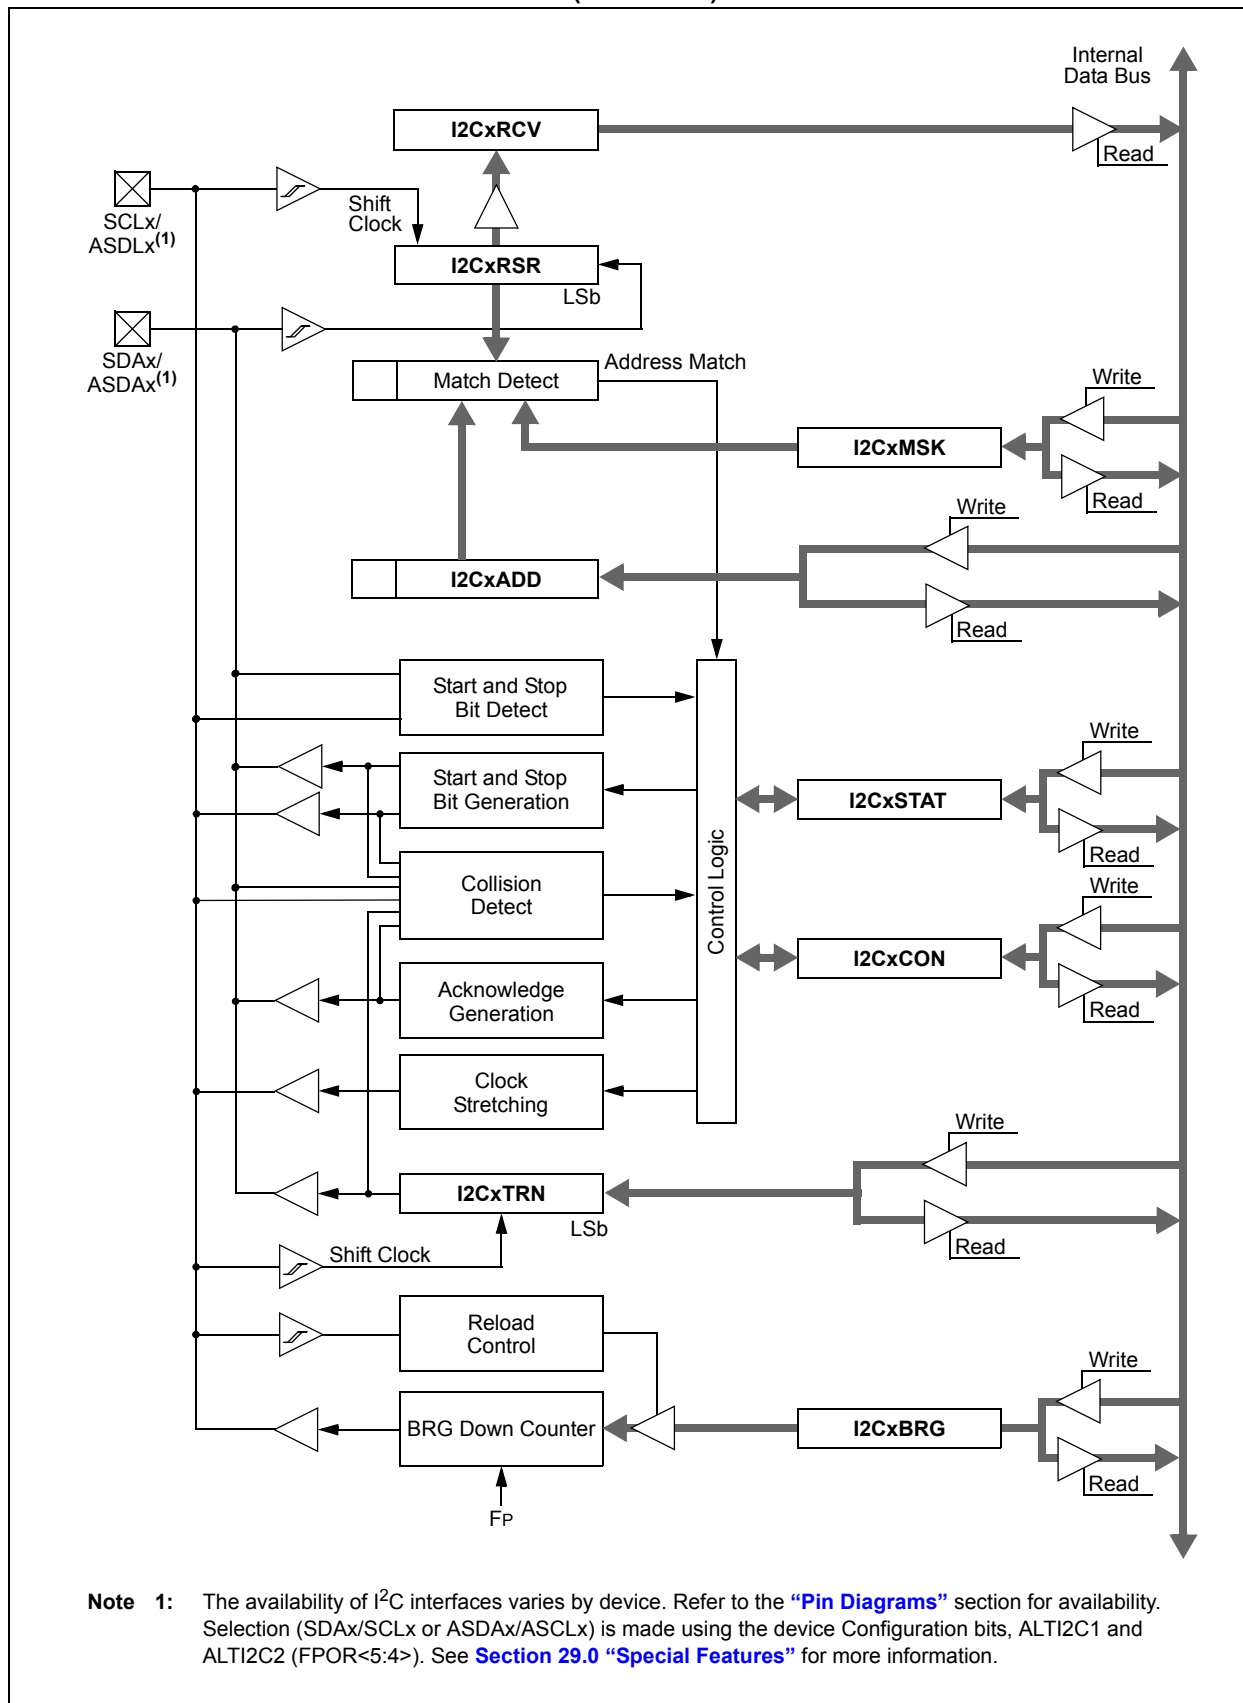 Internal
Data Bus
I2CxRCV
Read
SCLx/
ASDLx(1)
Shift
Clock
I2CxRSR
LSb
SDAx/
ASDAx(1)
Match Detect
Address Match
Write
I2CxMSK
Read
Write
I2CxADD
Read
Start and Stop
Bit Detect
Write
Start and Stop
Bit Generation
I2CxSTAT
Read
Control Logic
Collision
Detect
Write
I2CxCON
Read
Acknowledge
Generation
Clock
Stretching
Write
I2CxTRN
LSb
Read
Shift Clock
Reload
Control
Write
BRG Down Counter
I2CxBRG
Read
FP
Note 1: The availability of I2C interfaces varies by device. Refer to the “Pin Diagrams” section for availability.
Selection (SDAx/SCLx or ASDAx/ASCLx) is made using the device Configuration bits, ALTI2C1 and
ALTI2C2 (FPOR<5:4>). See Section 29.0 “Special Features” for more information.